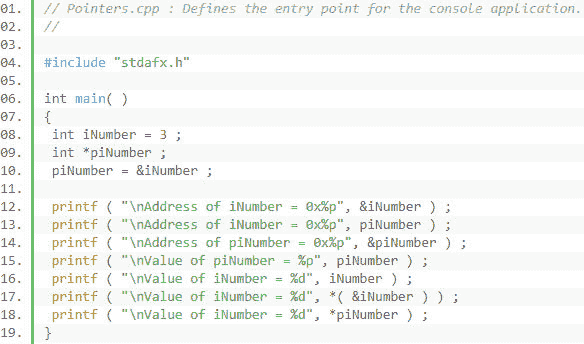 01. // Pointers.cpp : Defines the entry point for the console application.
02. //
03.
04. #include "stdafx.h"
05.
06. int main( )
07. {
08. int iNumber = 3 ;
09. int *piNumber ;
10. piNumber = &iNumber ;
11.
12. printf ( "\nAddress of iNumber = 0x%p", &iNumber ) ;
13. printf ( "\nAddress of iNumber = 0x%p", piNumber ) ;
14. printf ( "\nAddress of piNumber = 0x%p", &piNumber ) ;
15. printf ( "\nValue of piNumber = %p", piNumber ) ;
16. printf ( "\nValue of iNumber = %d", iNumber ) ;
17. printf ( "\nValue of iNumber = %d", *( &iNumber ) ) ;
18. printf ( "\nValue of iNumber = %d", *piNumber ) ;
19. }